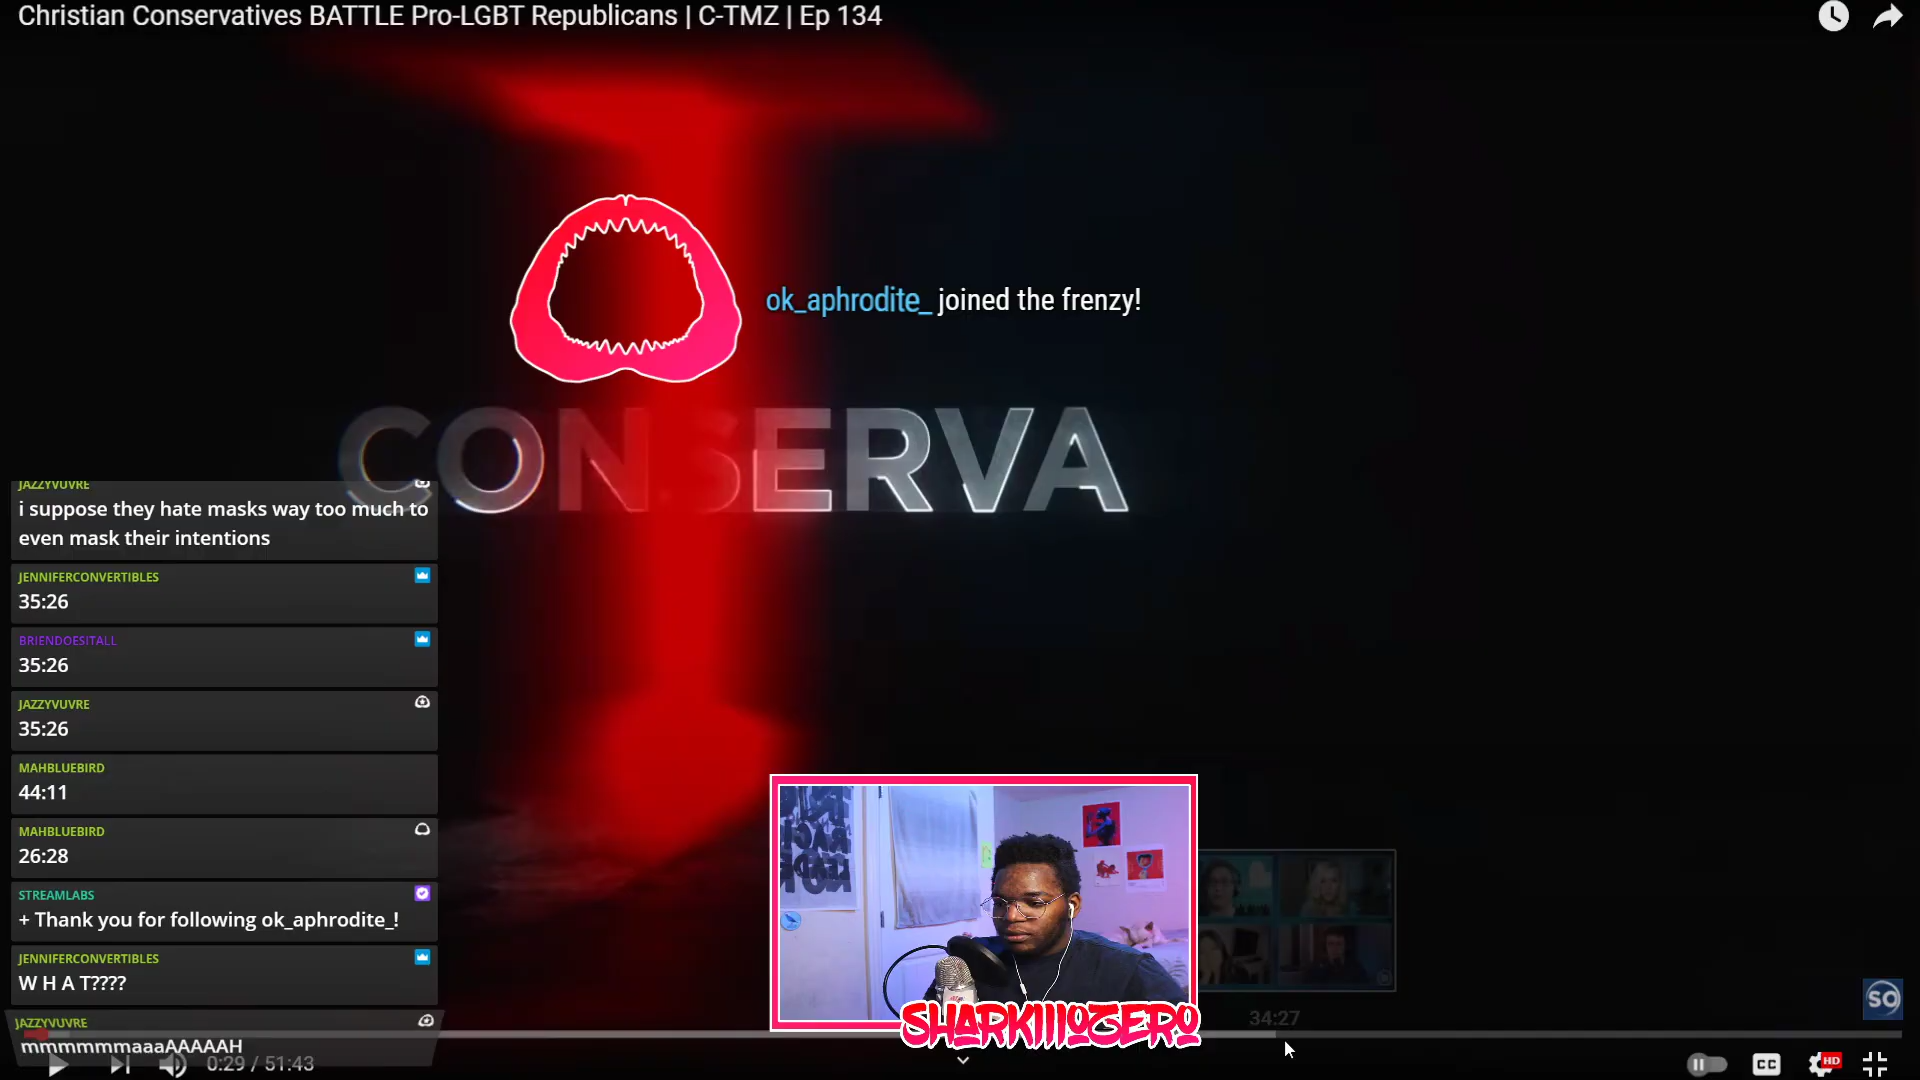 Christian Conservatives BATTLE Pro-LGBT Republicans | C-TMZ | Ep 134
ok_aphrodite_ joined the frenzy!
CONSERVA
JAZZYVUVRE
i suppose they hate masks way too much to
even mask their intentions
JENNIFERCONVERTIBLES
35:26
BRIENDOESITALL
35:26
JAZZYVUVRE
35:26
MAHBLUEBIRD
44:11
MAHBLUEBIRD
26:28
STREAMLABS
+ Thank you for following ok_aphrodite_!
JENNIFERCONVERTIBLES
W H A T????
JAZZYVUVRE
mmmmmmaaaAAAAAH
0:29 / 51:43
SHARKIII0ZERO
34:27
SO
CC
HD